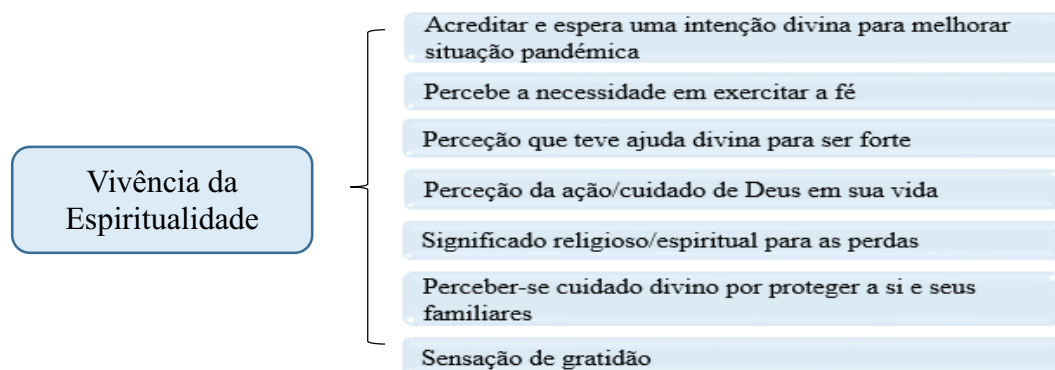 Vivência da
Espiritualidade
Acreditar e espera uma intenção divina para melhorar
situação pandémica
Percebe a necessidade em exercitar a fé
Perceção que teve ajuda divina para ser forte
Perceção da ação/cuidado de Deus em sua vida
Significado religioso/espiritual para as perdas
Perceber-se cuidado divino por proteger a si e seus
familiares
Sensação de gratidão